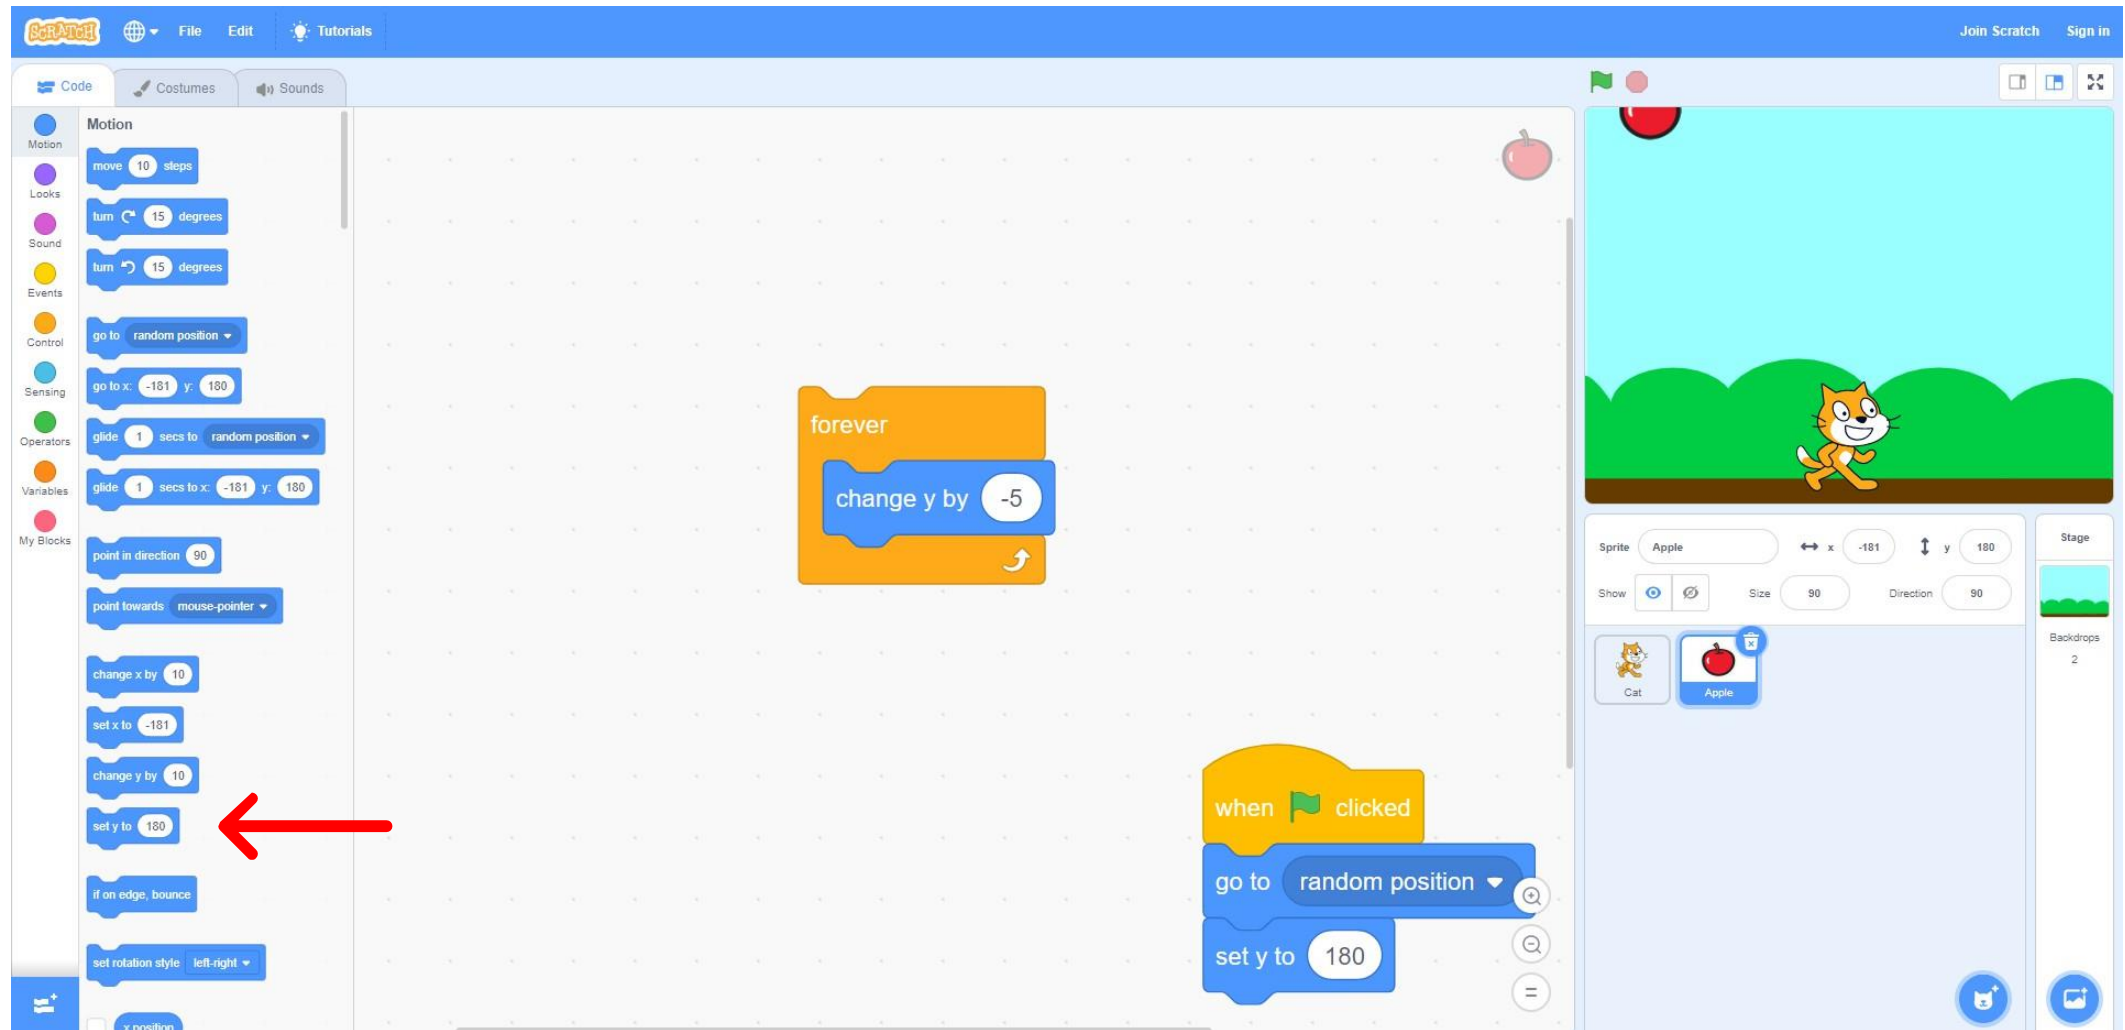 SCRATCH File Edit Tutorials Join Scratch Sign in
Code Costumes Sounds
Motion
Looks
Sound
Events
Control
Sensing
Operators
Variables
My Blocks
Motion
move 10 steps
turn 15 degrees
turn 15 degrees
go to random position
go to x: -181 y: 180
glide 1 secs to random position
glide 1 secs to x: -181 y: 180
point in direction 90
point towards mouse-pointer
change x by 10
set x to -181
change y by 10
set y to 180
if on edge, bounce
set rotation style left-right
x position
forever
change y by -5
when clicked
go to random position
set y to 180
Sprite Apple x -181 y 180
Show Size 90 Direction 90
Cat
Apple
Stage
Backdrops
2